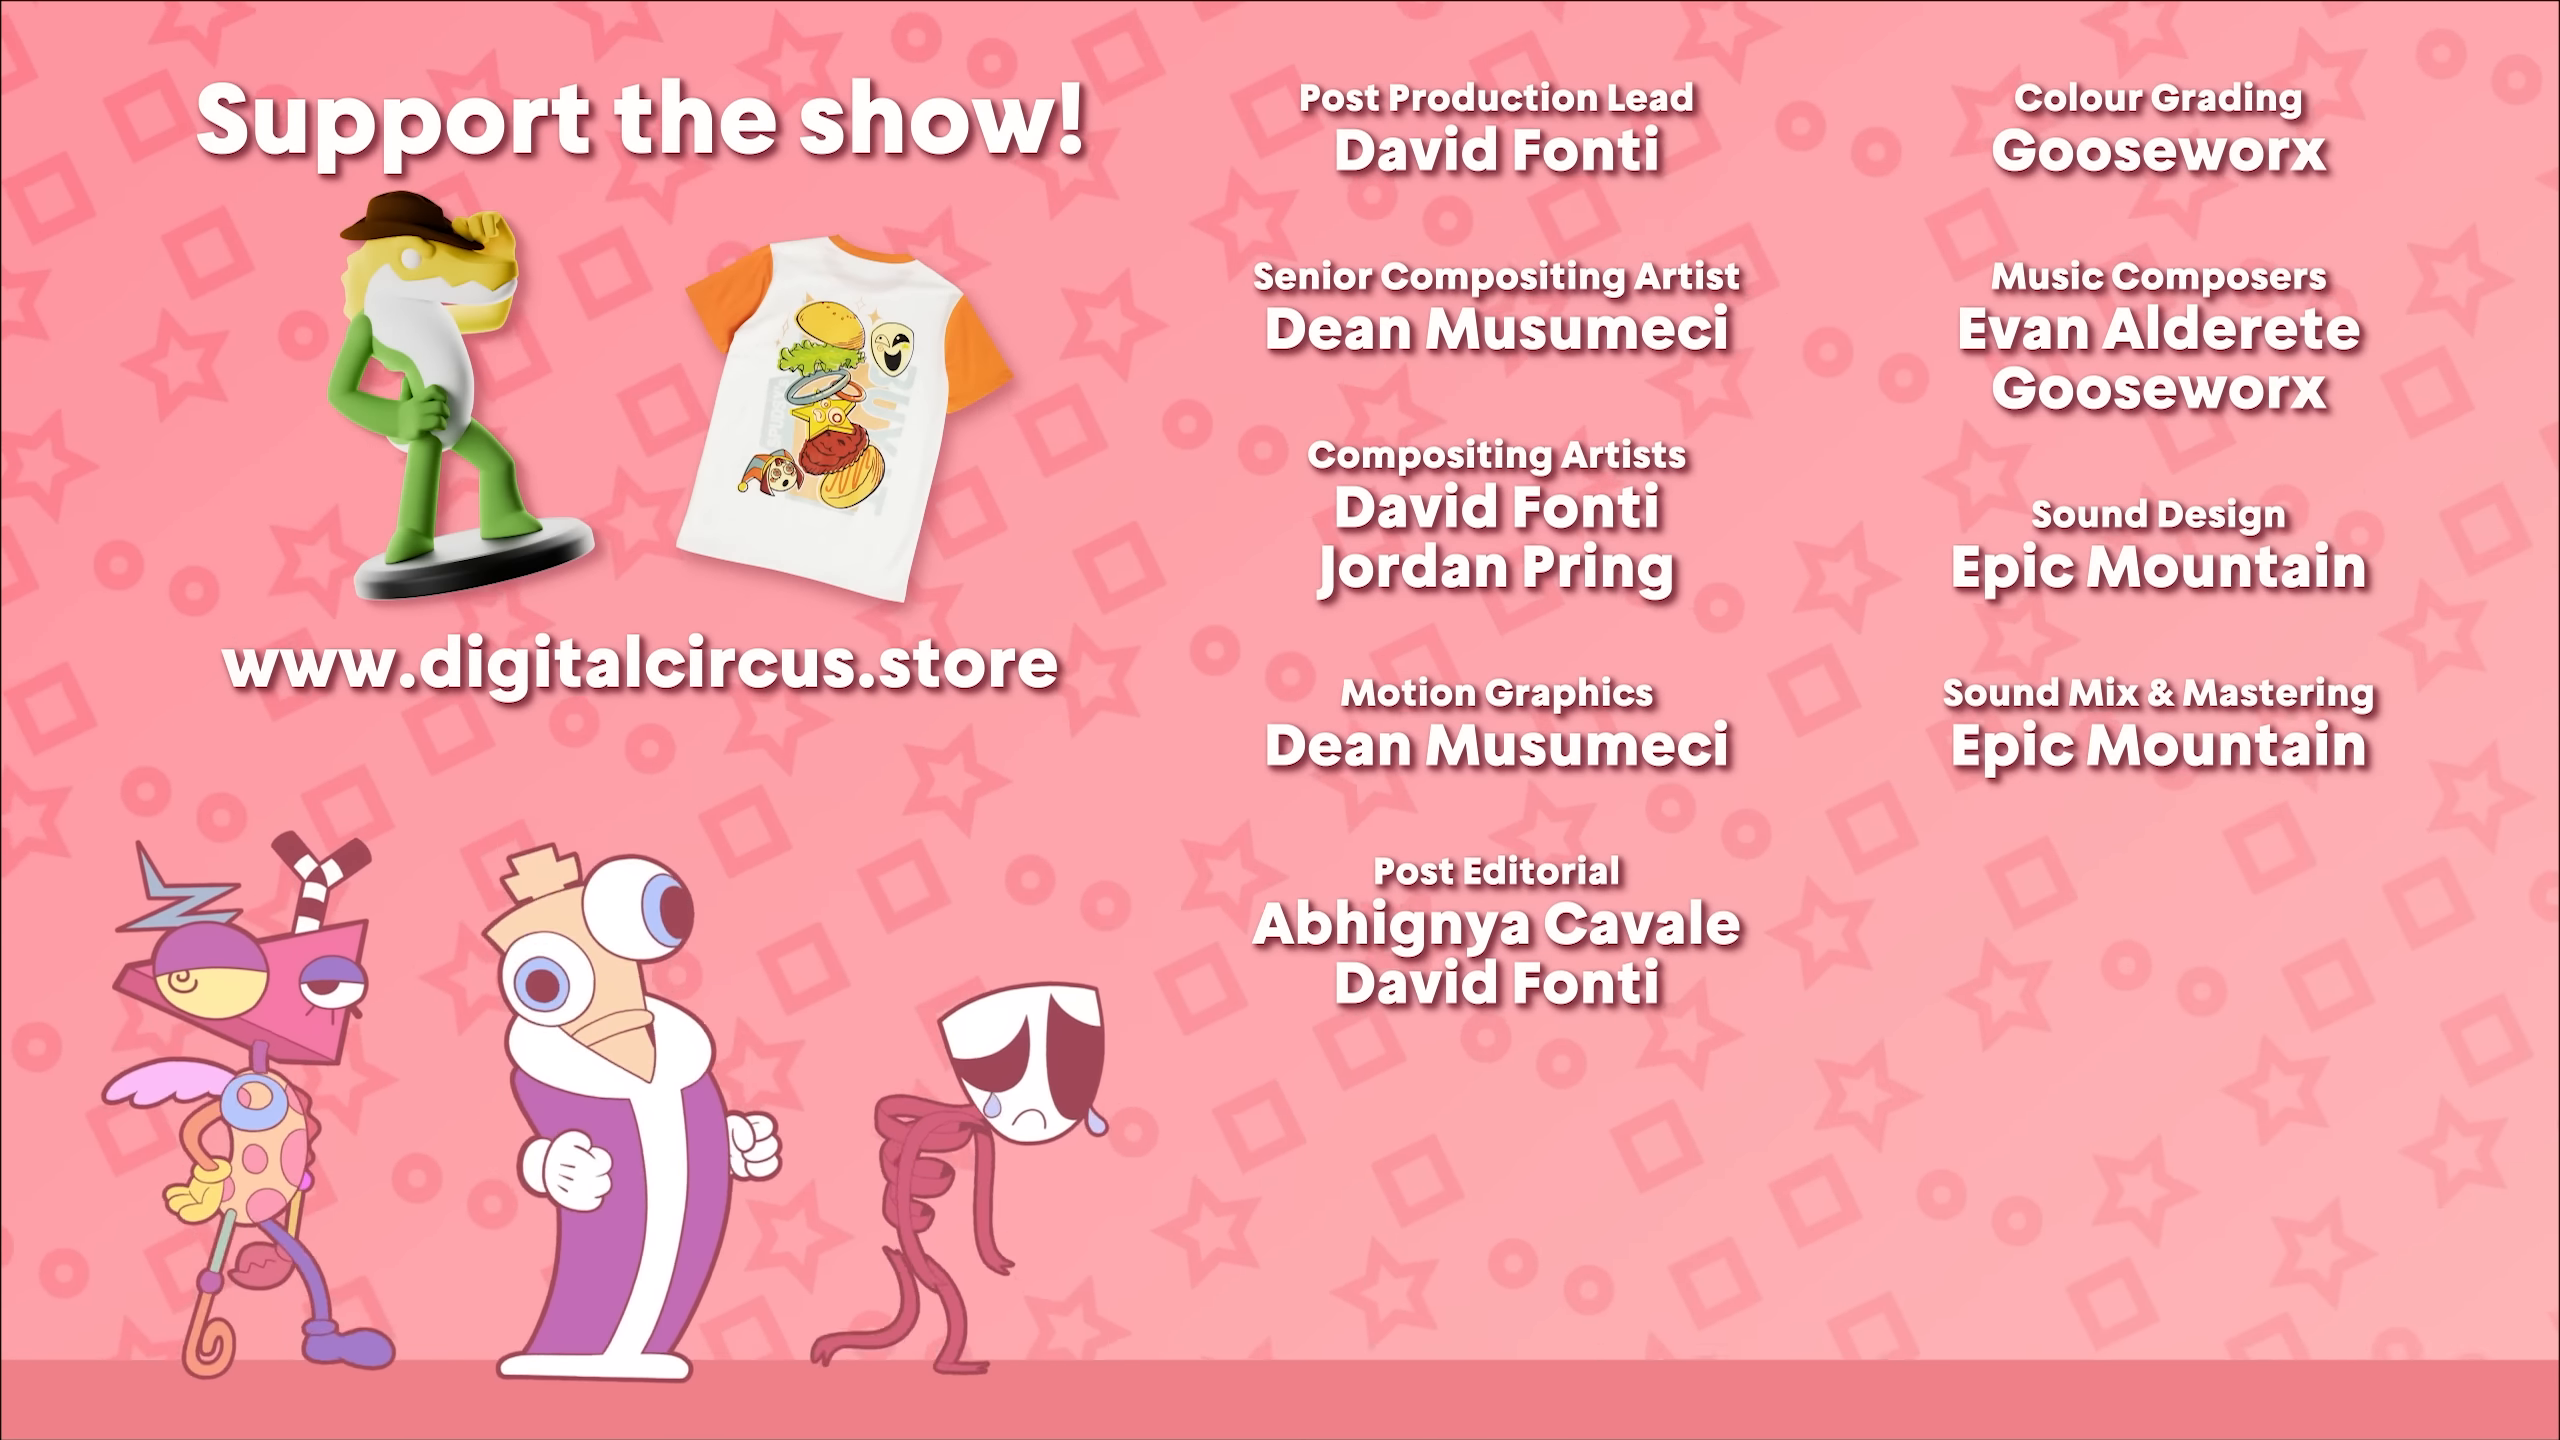 Support the show!
www.digitalcircus.store
Post Production Lead
David Fonti
Senior Compositing Artist
Dean Musumeci
Compositing Artists
David Fonti
Jordan Pring
Motion Graphics
Dean Musumeci
Post Editorial
Abhignya Cavale
David Fonti
Colour Grading
Gooseworx
Music Composers
Evan Alderete
Gooseworx
Sound Design
Epic Mountain
Sound Mix & Mastering
Epic Mountain